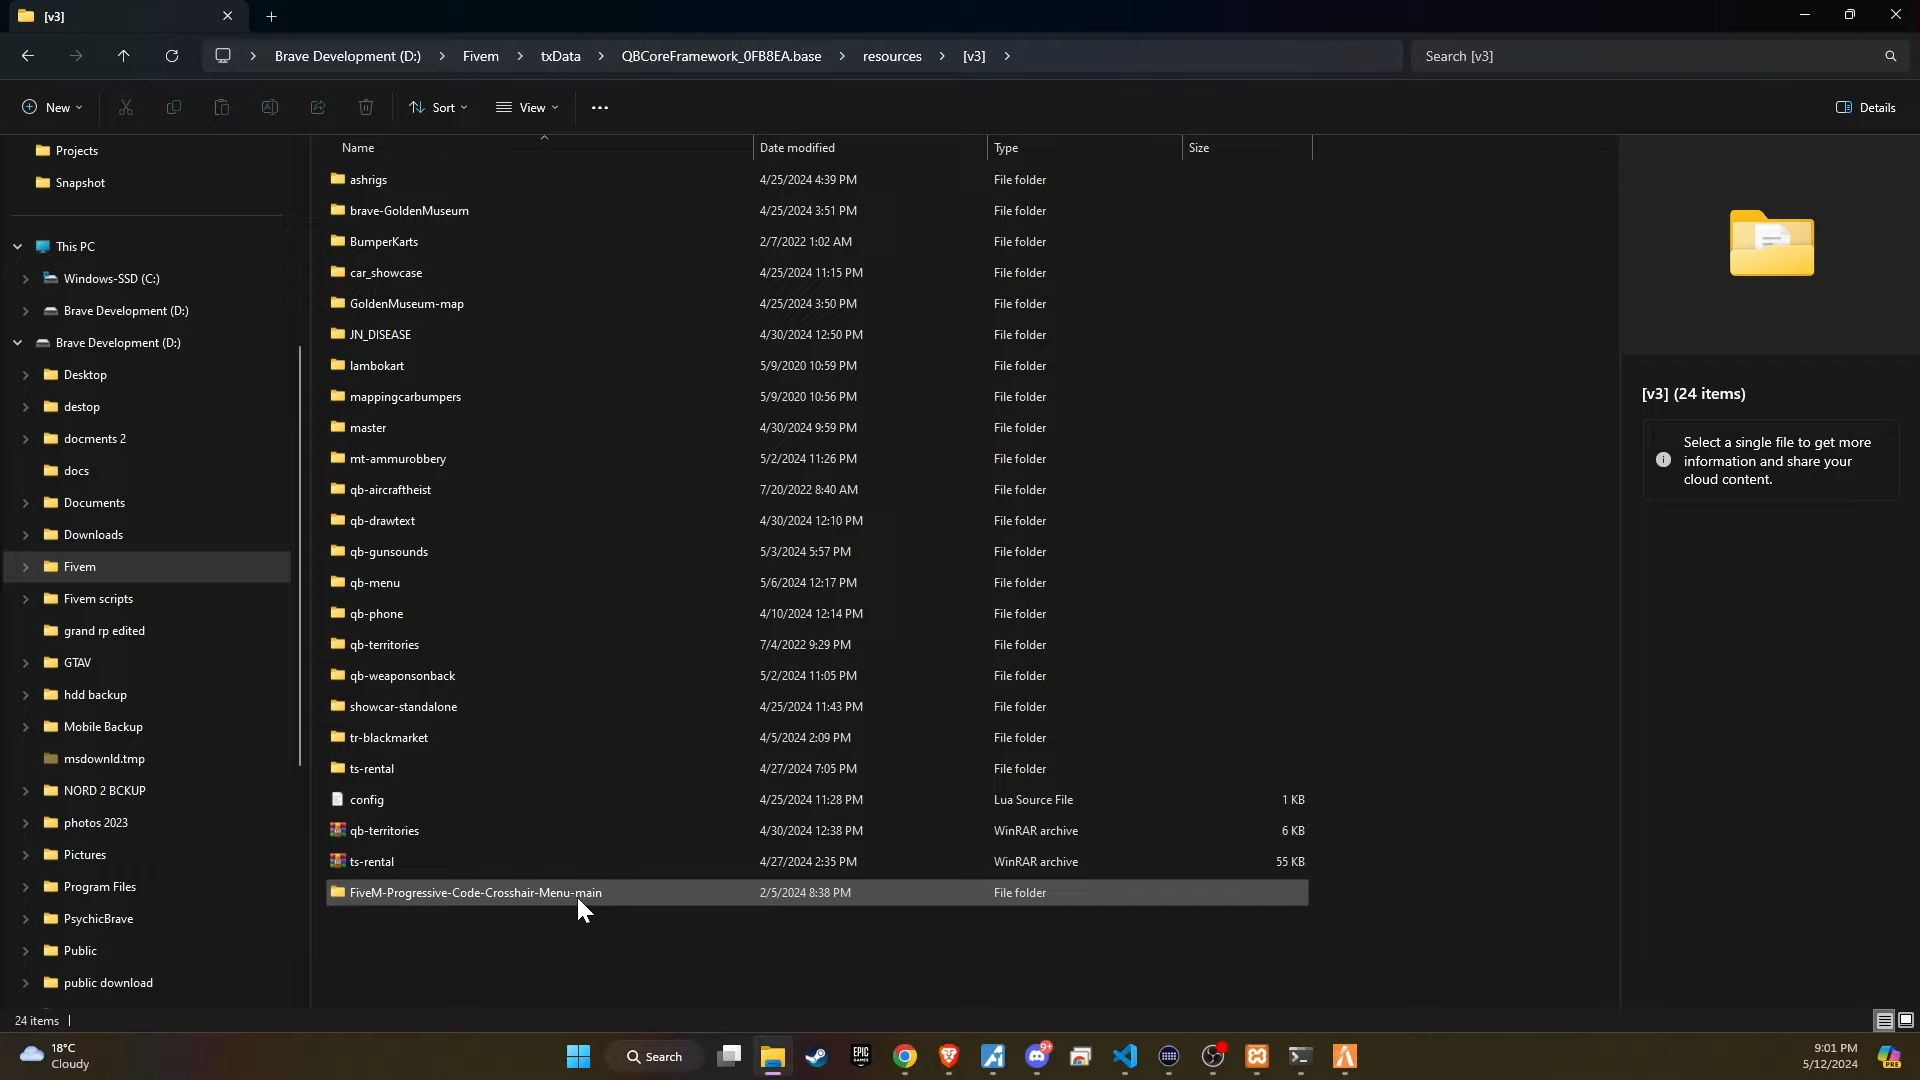 [v3]
Brave Development (D:) > Fivem > txData > QBCoreFramework_0FB8EA.base > resources > [v3] >
Search [v3]
New
Sort
View
Details
Projects
Snapshot
This PC
Windows-SSD (C:)
Brave Development (D:)
Brave Development (D:)
Desktop
destop
docments 2
docs
Documents
Downloads
Fivem
Fivem scripts
grand rp edited
GTAV
hdd backup
Mobile Backup
msdownld.tmp
NORD 2 BCKUP
photos 2023
Pictures
Program Files
PsychicBrave
Public
public download
Name Date modified Type Size
ashrigs 4/25/2024 4:39 PM File folder
brave-GoldenMuseum 4/25/2024 3:51 PM File folder
BumperKarts 2/7/2022 1:02 AM File folder
car_showcase 4/25/2024 11:15 PM File folder
GoldenMuseum-map 4/25/2024 3:50 PM File folder
JN_DISEASE 4/30/2024 12:50 PM File folder
lambokart 5/9/2020 10:59 PM File folder
mappingcarbumpers 5/9/2020 10:56 PM File folder
master 4/30/2024 9:59 PM File folder
mt-ammurobbery 5/2/2024 11:26 PM File folder
qb-aircraftheist 7/20/2022 8:40 AM File folder
qb-drawtext 4/30/2024 12:10 PM File folder
qb-gunsounds 5/3/2024 5:57 PM File folder
qb-menu 5/6/2024 12:17 PM File folder
qb-phone 4/10/2024 12:14 PM File folder
qb-territories 7/4/2022 9:29 PM File folder
qb-weaponsonback 5/2/2024 11:05 PM File folder
showcar-standalone 4/25/2024 11:43 PM File folder
tr-blackmarket 4/5/2024 2:09 PM File folder
ts-rental 4/27/2024 7:05 PM File folder
config 4/25/2024 11:28 PM Lua Source File 1 KB
qb-territories 4/30/2024 12:38 PM WinRAR archive 6 KB
ts-rental 4/27/2024 2:35 PM WinRAR archive 55 KB
FiveM-Progressive-Code-Crosshair-Menu-main 2/5/2024 8:38 PM File folder
[v3] (24 items)
Select a single file to get more
information and share your
cloud content.
24 items
18°C
Cloudy
Search
EPIC
GAMES
9+
PRE
9:01 PM
5/12/2024